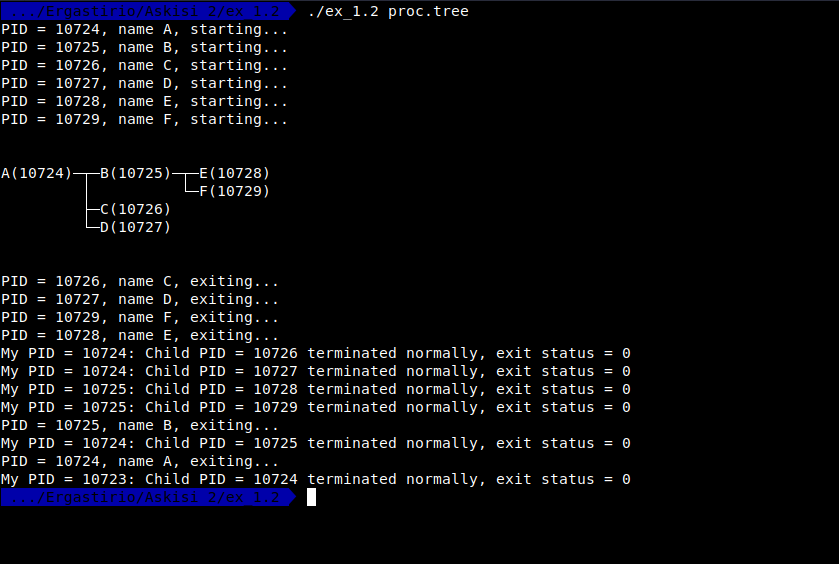 .../Ergastirio/Askisi 2/ex 1.2 ./ex_1.2 proc.tree
PID = 10724, name A, starting...
PID = 10725, name B, starting...
PID = 10726, name C, starting...
PID = 10727, name D, starting...
PID = 10728, name E, starting...
PID = 10729, name F, starting...
A(10724)─┬─B(10725)─┬─E(10728)
└─F(10729)
├─C(10726)
└─D(10727)
PID = 10726, name C, exiting...
PID = 10727, name D, exiting...
PID = 10729, name F, exiting...
PID = 10728, name E, exiting...
My PID = 10724: Child PID = 10726 terminated normally, exit status = 0
My PID = 10724: Child PID = 10727 terminated normally, exit status = 0
My PID = 10725: Child PID = 10728 terminated normally, exit status = 0
My PID = 10725: Child PID = 10729 terminated normally, exit status = 0
PID = 10725, name B, exiting...
My PID = 10724: Child PID = 10725 terminated normally, exit status = 0
PID = 10724, name A, exiting...
My PID = 10723: Child PID = 10724 terminated normally, exit status = 0
.../Ergastirio/Askisi 2/ex 1.2